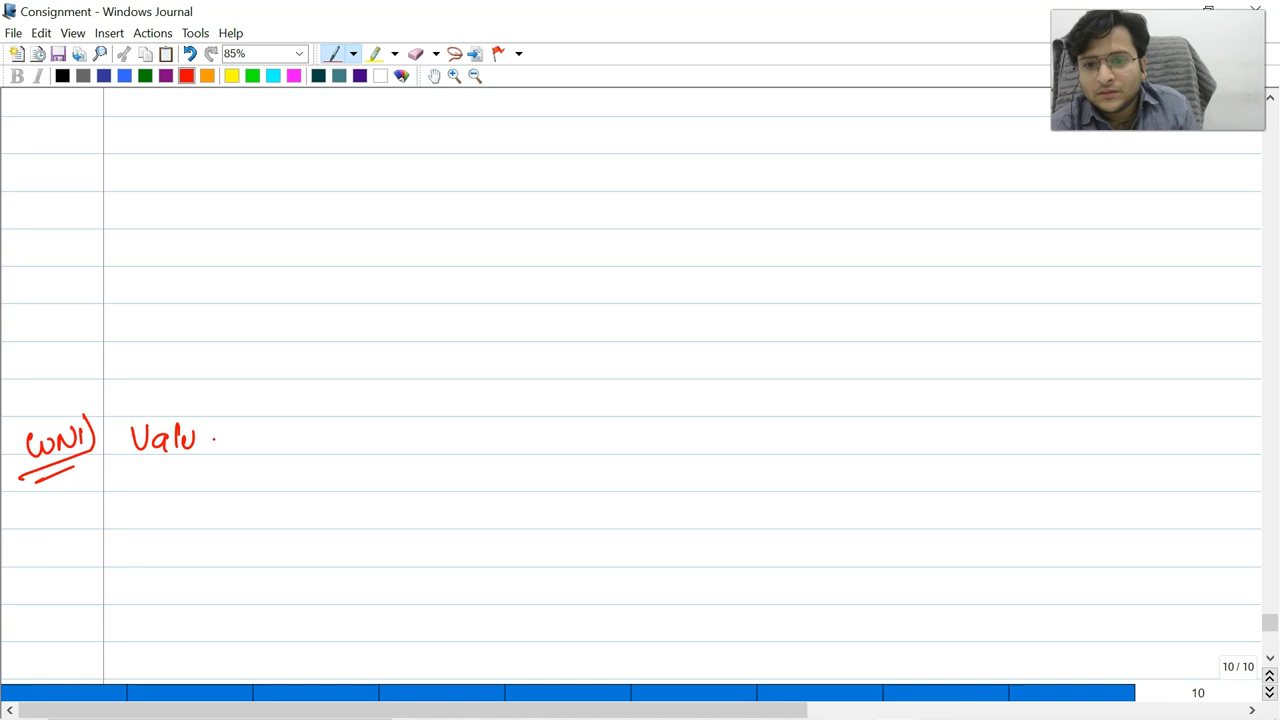 Consignment - Windows Journal
File Edit View Insert Actions Tools Help
85%
B I
WN1) Valu
10 / 10
10